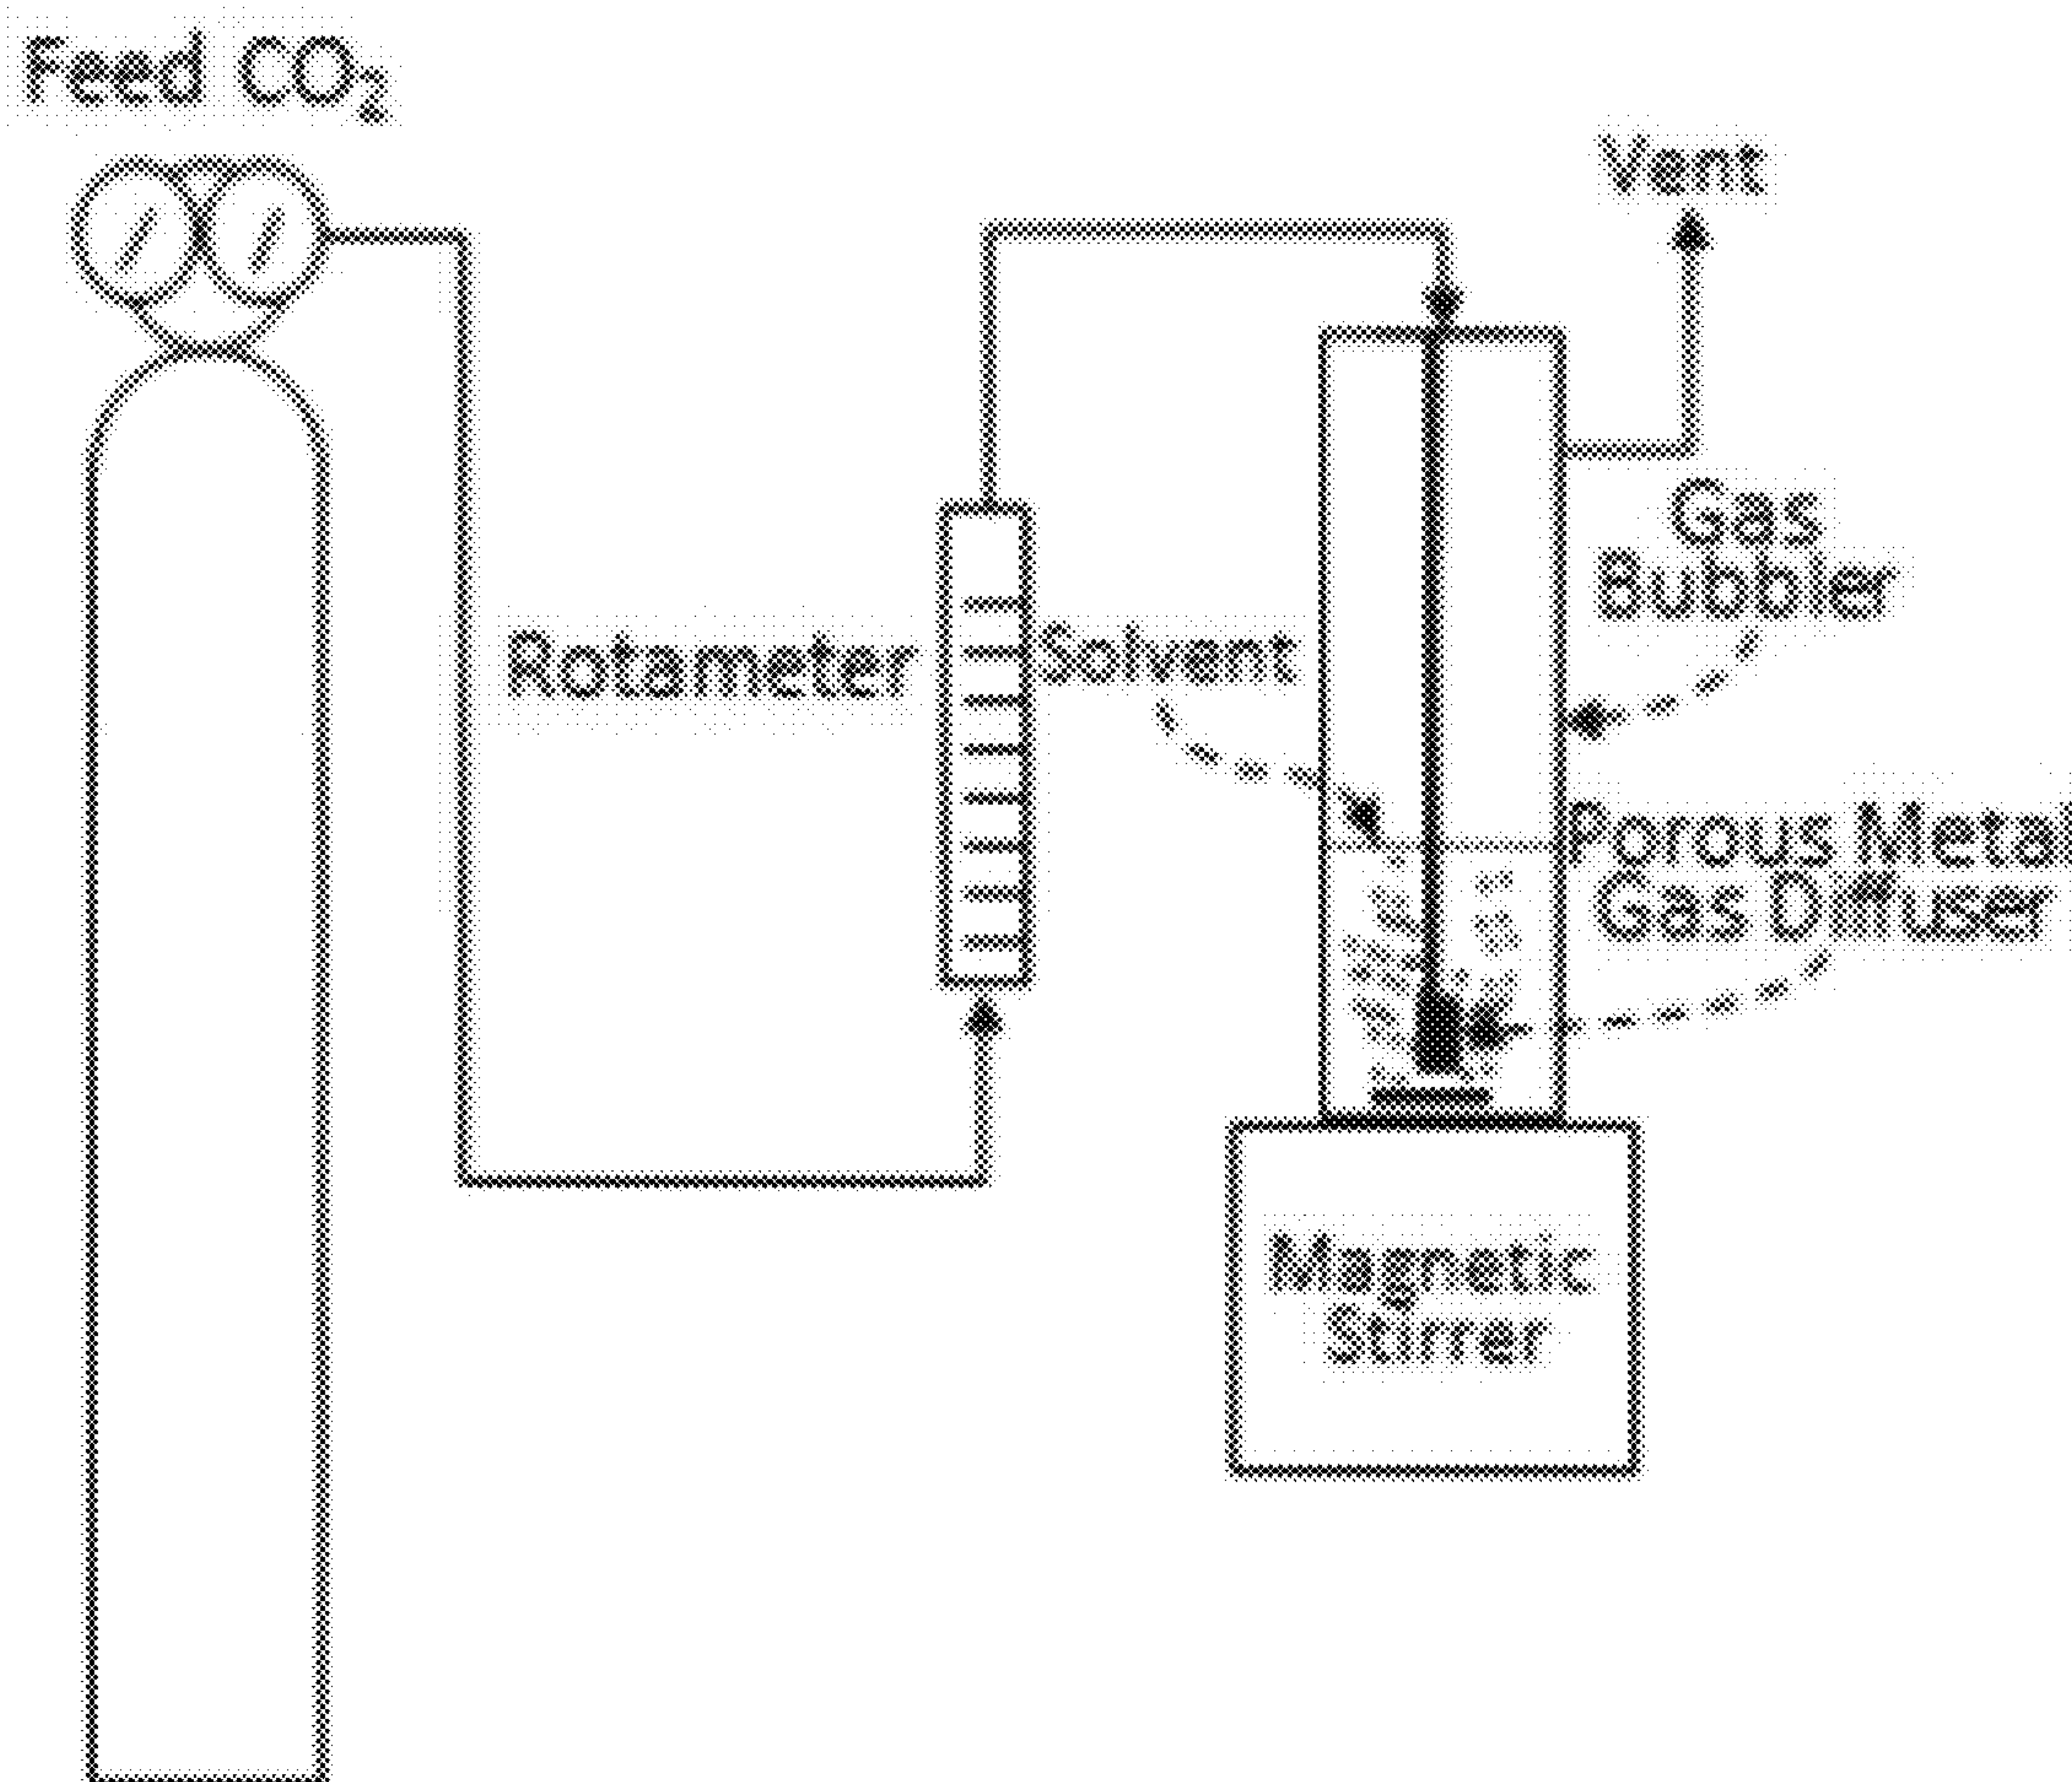 Feed CO₂
Vent
Gas
Bubbler
Rotameter
Solvent
Porous Metal
Gas Diffuser
Magnetic
Stirrer